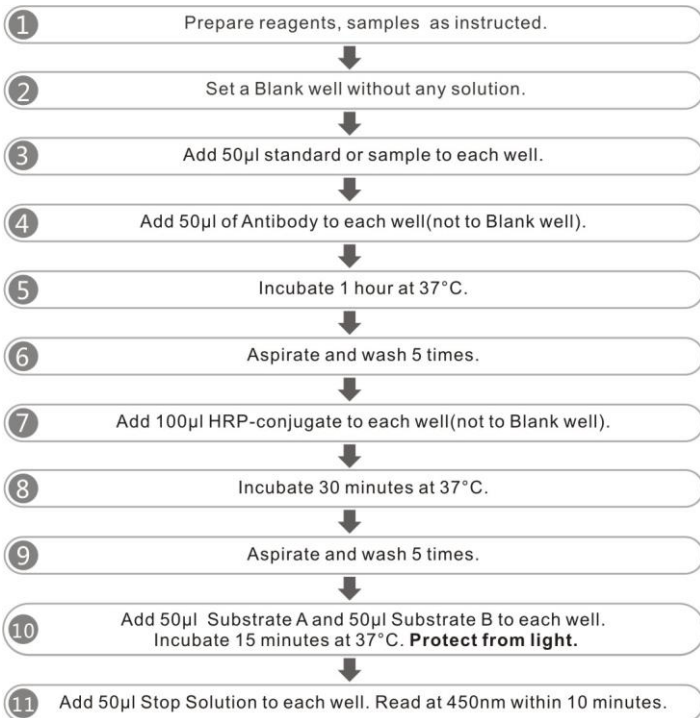 1 Prepare reagents, samples as instructed.
2 Set a Blank well without any solution.
3 Add 50μl standard or sample to each well.
4 Add 50μl of Antibody to each well(not to Blank well).
5 Incubate 1 hour at 37°C.
6 Aspirate and wash 5 times.
7 Add 100μl HRP-conjugate to each well(not to Blank well).
8 Incubate 30 minutes at 37°C.
9 Aspirate and wash 5 times.
10 Add 50μl Substrate A and 50μl Substrate B to each well.
Incubate 15 minutes at 37°C. Protect from light.
11 Add 50μl Stop Solution to each well. Read at 450nm within 10 minutes.